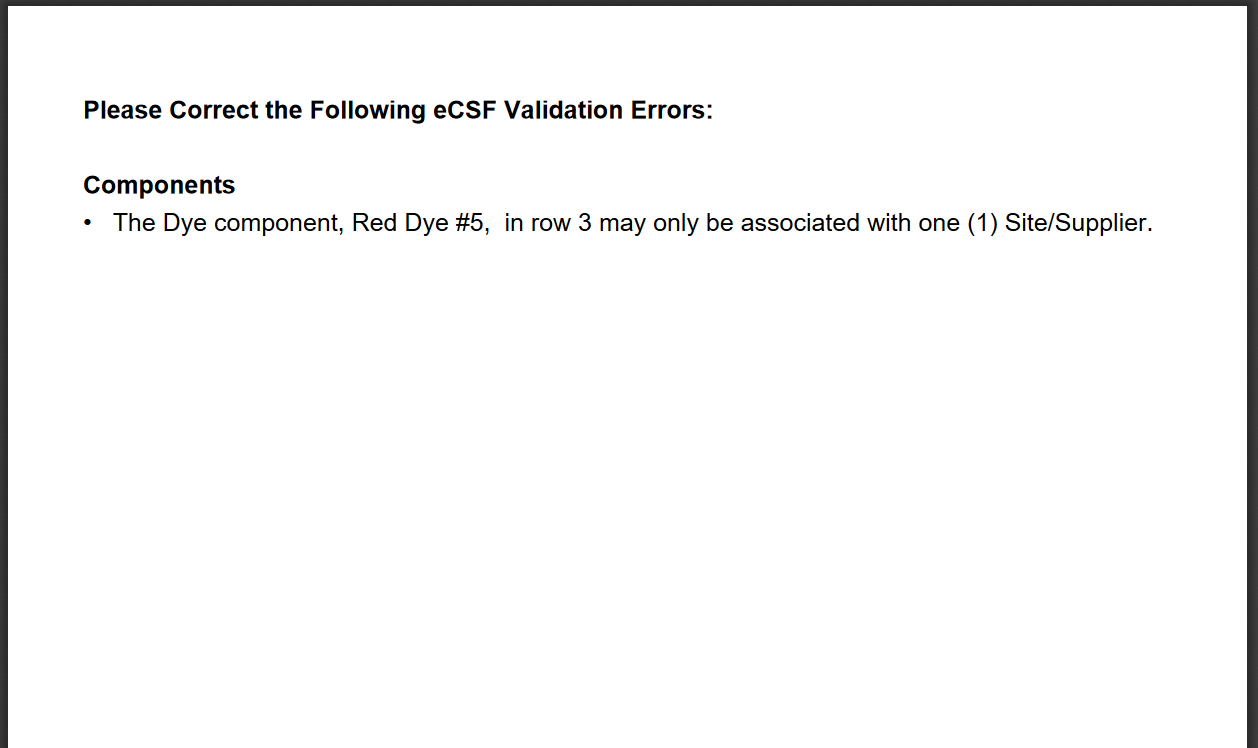 Please Correct the Following eCSF Validation Errors:
Components
• The Dye component, Red Dye #5,  in row 3 may only be associated with one (1) Site/Supplier.